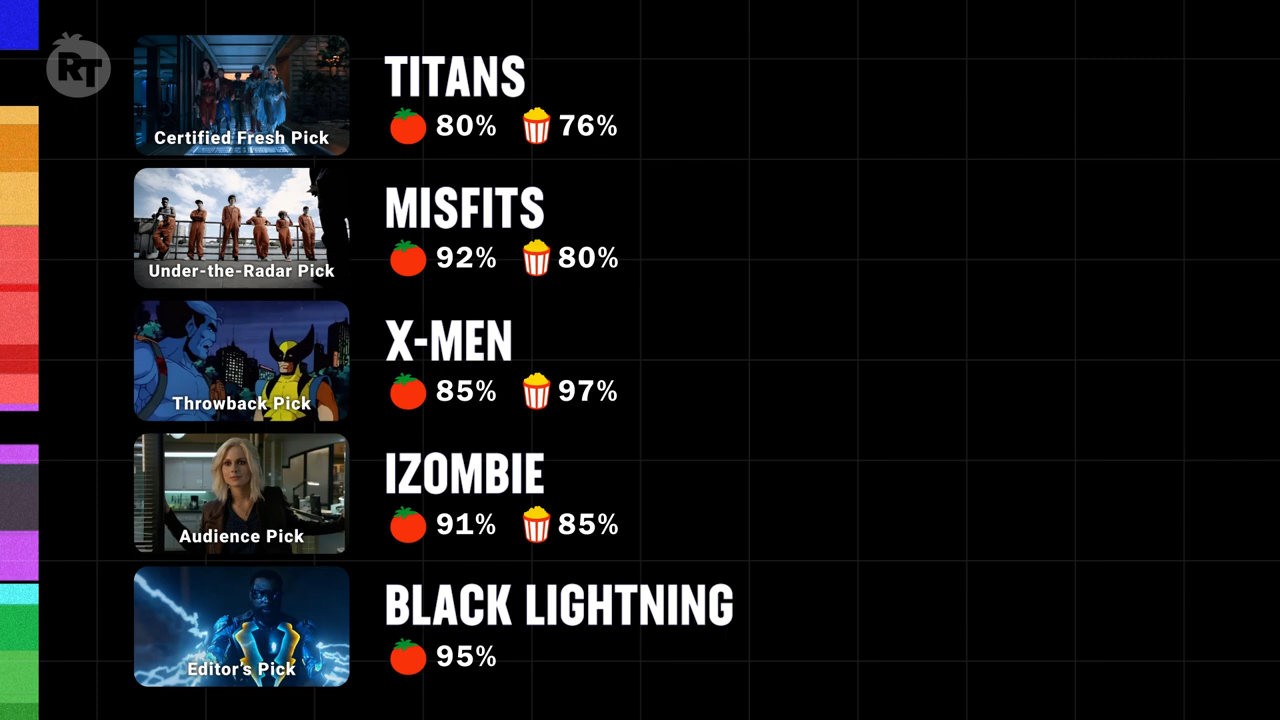 RT
TITANS
80% 76%
Certified Fresh Pick
MISFITS
92% 80%
Under-the-Radar Pick
X-MEN
85% 97%
Throwback Pick
IZOMBIE
91% 85%
Audience Pick
BLACK LIGHTNING
95%
Editor's Pick